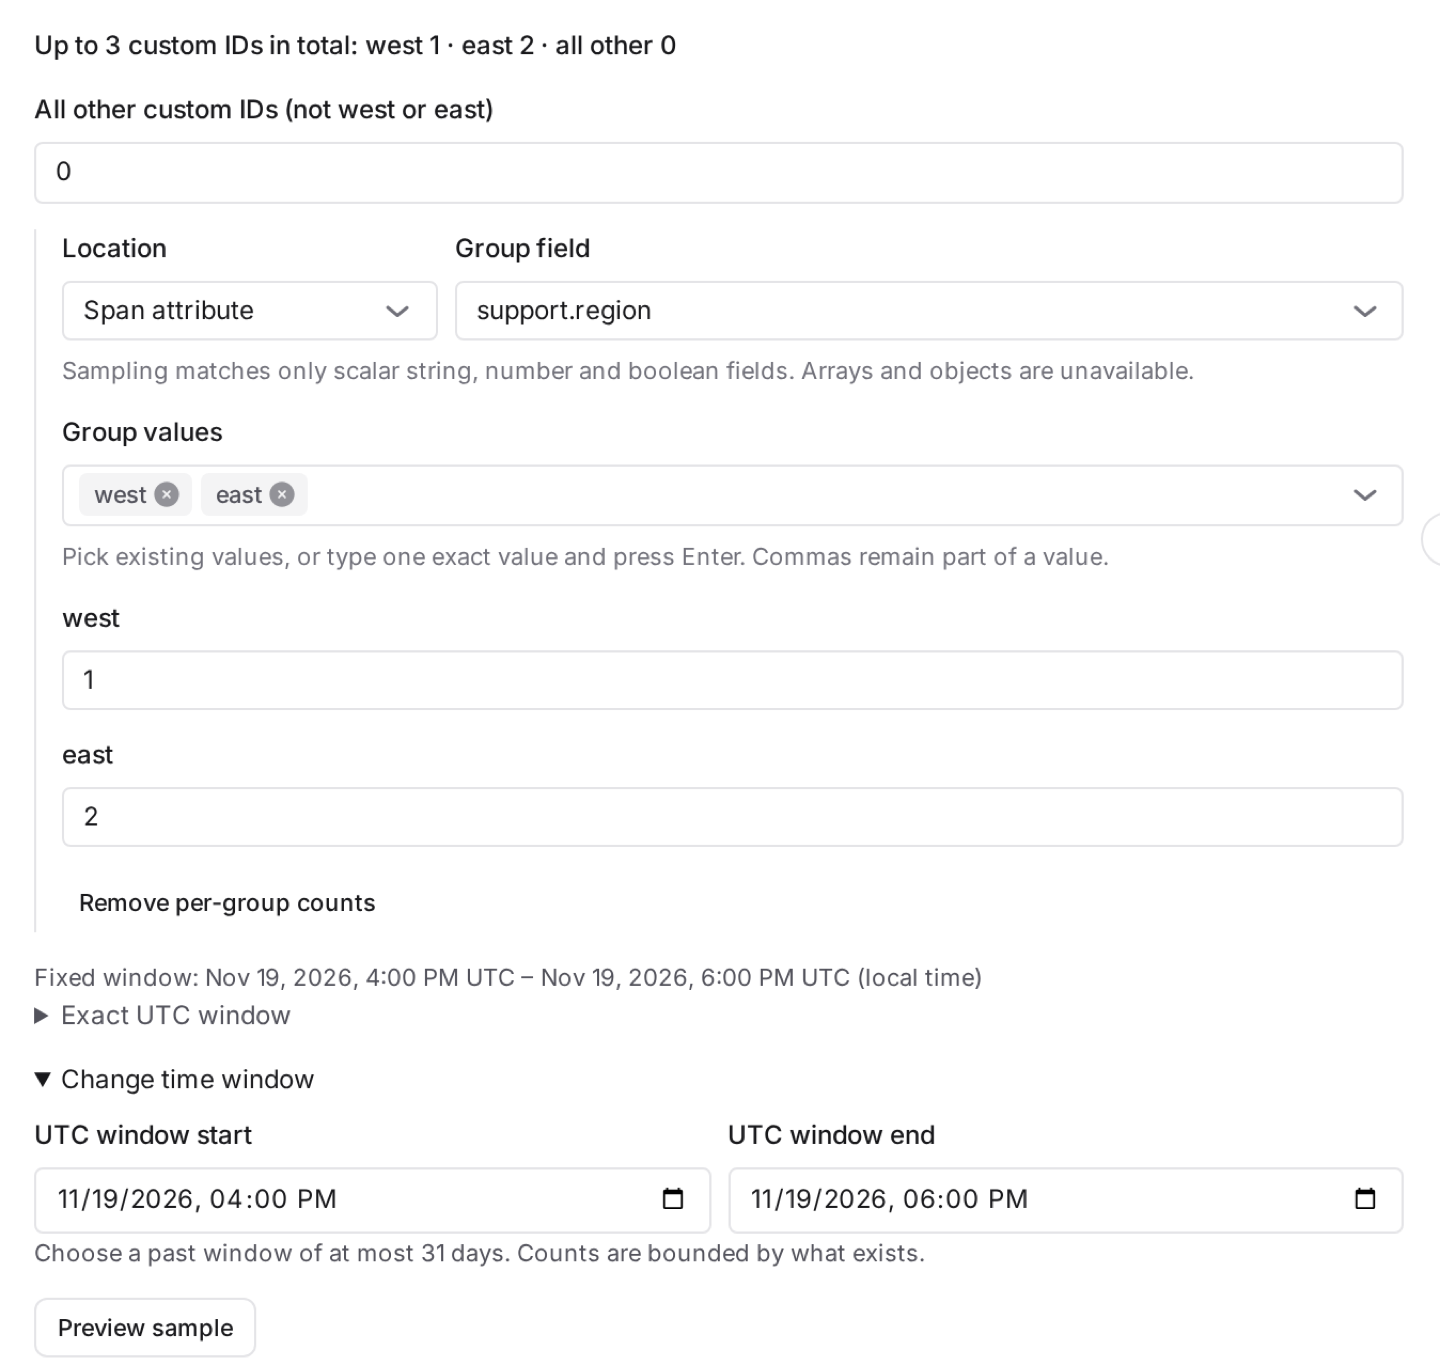 Up to 3 custom IDs in total: west 1 · east 2 · all other 0
All other custom IDs (not west or east)
0
Location
Group field
Span attribute
support.region
Sampling matches only scalar string, number and boolean fields. Arrays and objects are unavailable.
Group values
west
east
Pick existing values, or type one exact value and press Enter. Commas remain part of a value.
west
1
east
2
Remove per-group counts
Fixed window: Nov 19, 2026, 4:00 PM UTC – Nov 19, 2026, 6:00 PM UTC (local time)
Exact UTC window
Change time window
UTC window start
UTC window end
11/19/2026, 04:00 PM
11/19/2026, 06:00 PM
Choose a past window of at most 31 days. Counts are bounded by what exists.
Preview sample